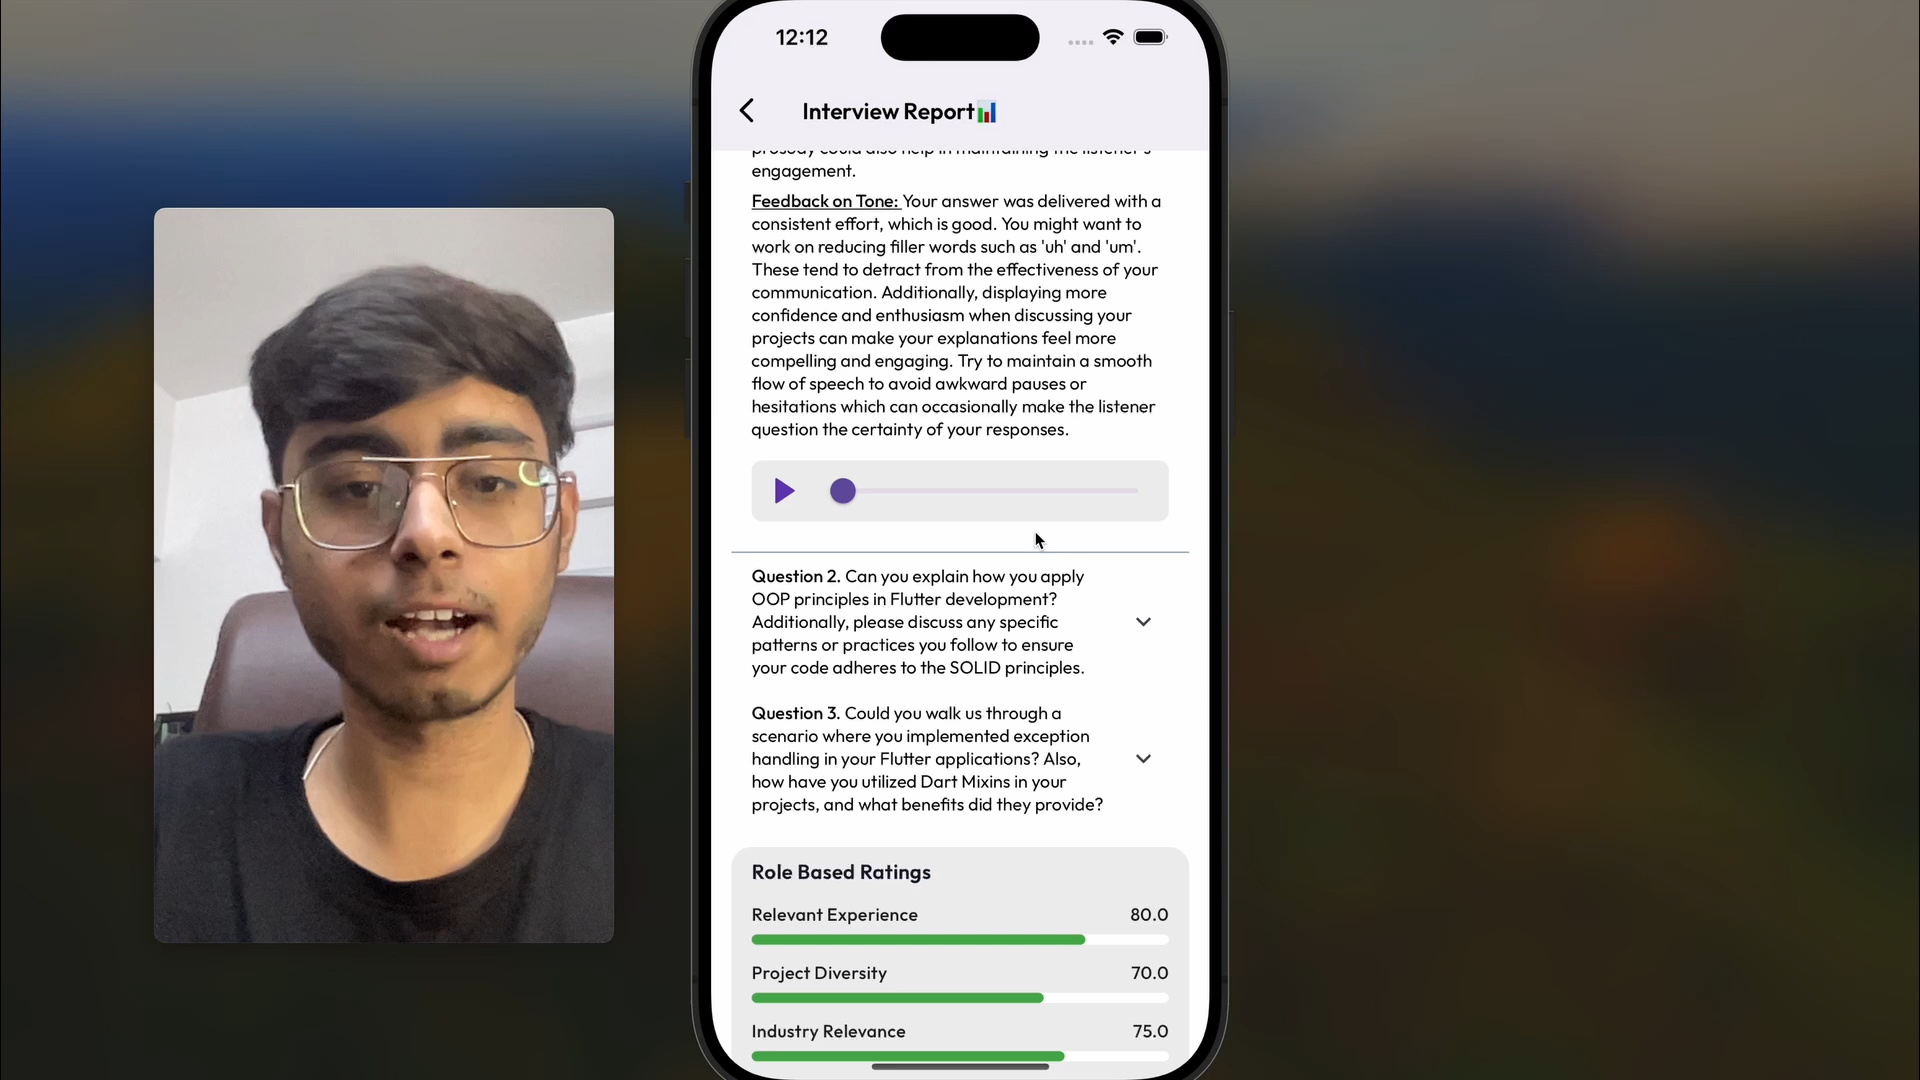 12:12
Interview Report
prosody could also help in maintaining the listener's
engagement.
Feedback on Tone: Your answer was delivered with a
consistent effort, which is good. You might want to
work on reducing filler words such as 'uh' and 'um'.
These tend to detract from the effectiveness of your
communication. Additionally, displaying more
confidence and enthusiasm when discussing your
projects can make your explanations feel more
compelling and engaging. Try to maintain a smooth
flow of speech to avoid awkward pauses or
hesitations which can occasionally make the listener
question the certainty of your responses.
Question 2. Can you explain how you apply
OOP principles in Flutter development?
Additionally, please discuss any specific
patterns or practices you follow to ensure
your code adheres to the SOLID principles.
Question 3. Could you walk us through a
scenario where you implemented exception
handling in your Flutter applications? Also,
how have you utilized Dart Mixins in your
projects, and what benefits did they provide?
Role Based Ratings
Relevant Experience 80.0
Project Diversity 70.0
Industry Relevance 75.0